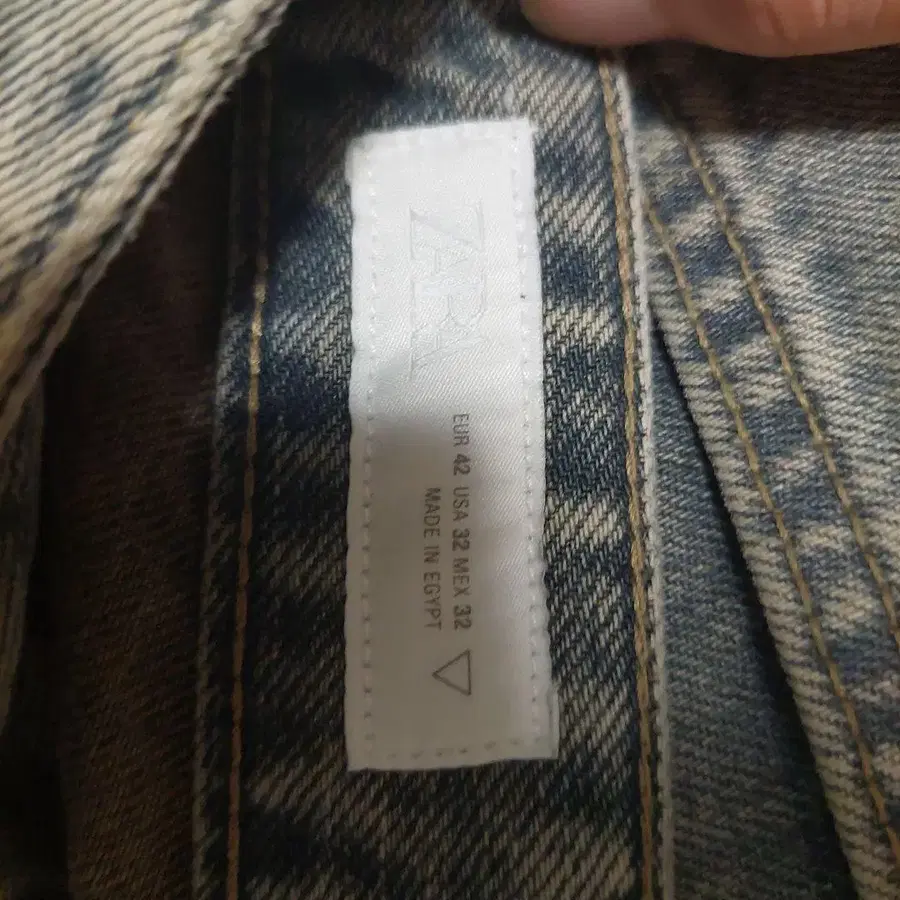 ZARA
EUR 42 USA 32 MEX 32
MADE IN EGYPT